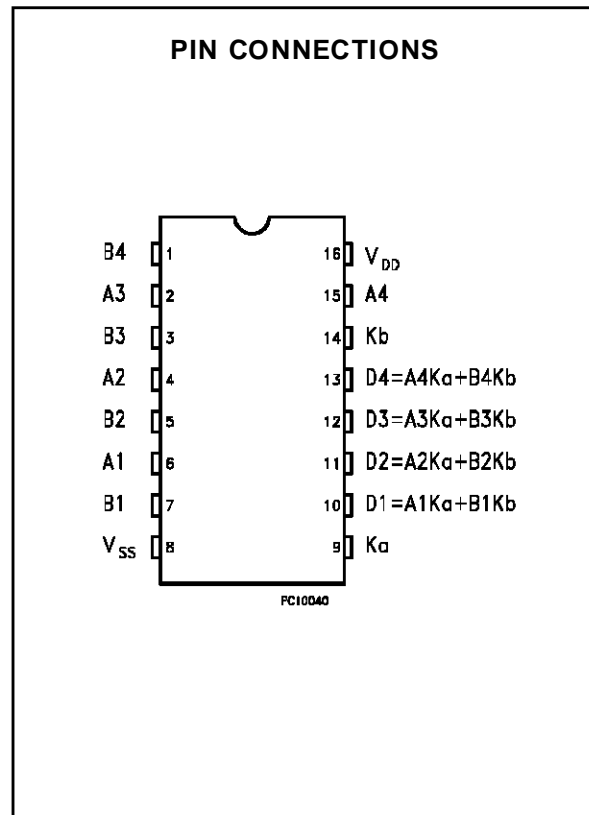 PIN CONNECTIONS
B4 1 16 V_DD
A3 2 15 A4
B3 3 14 Kb
A2 4 13 D4=A4Ka+B4Kb
B2 5 12 D3=A3Ka+B3Kb
A1 6 11 D2=A2Ka+B2Kb
B1 7 10 D1=A1Ka+B1Kb
V_SS 8 9 Ka
PC10040